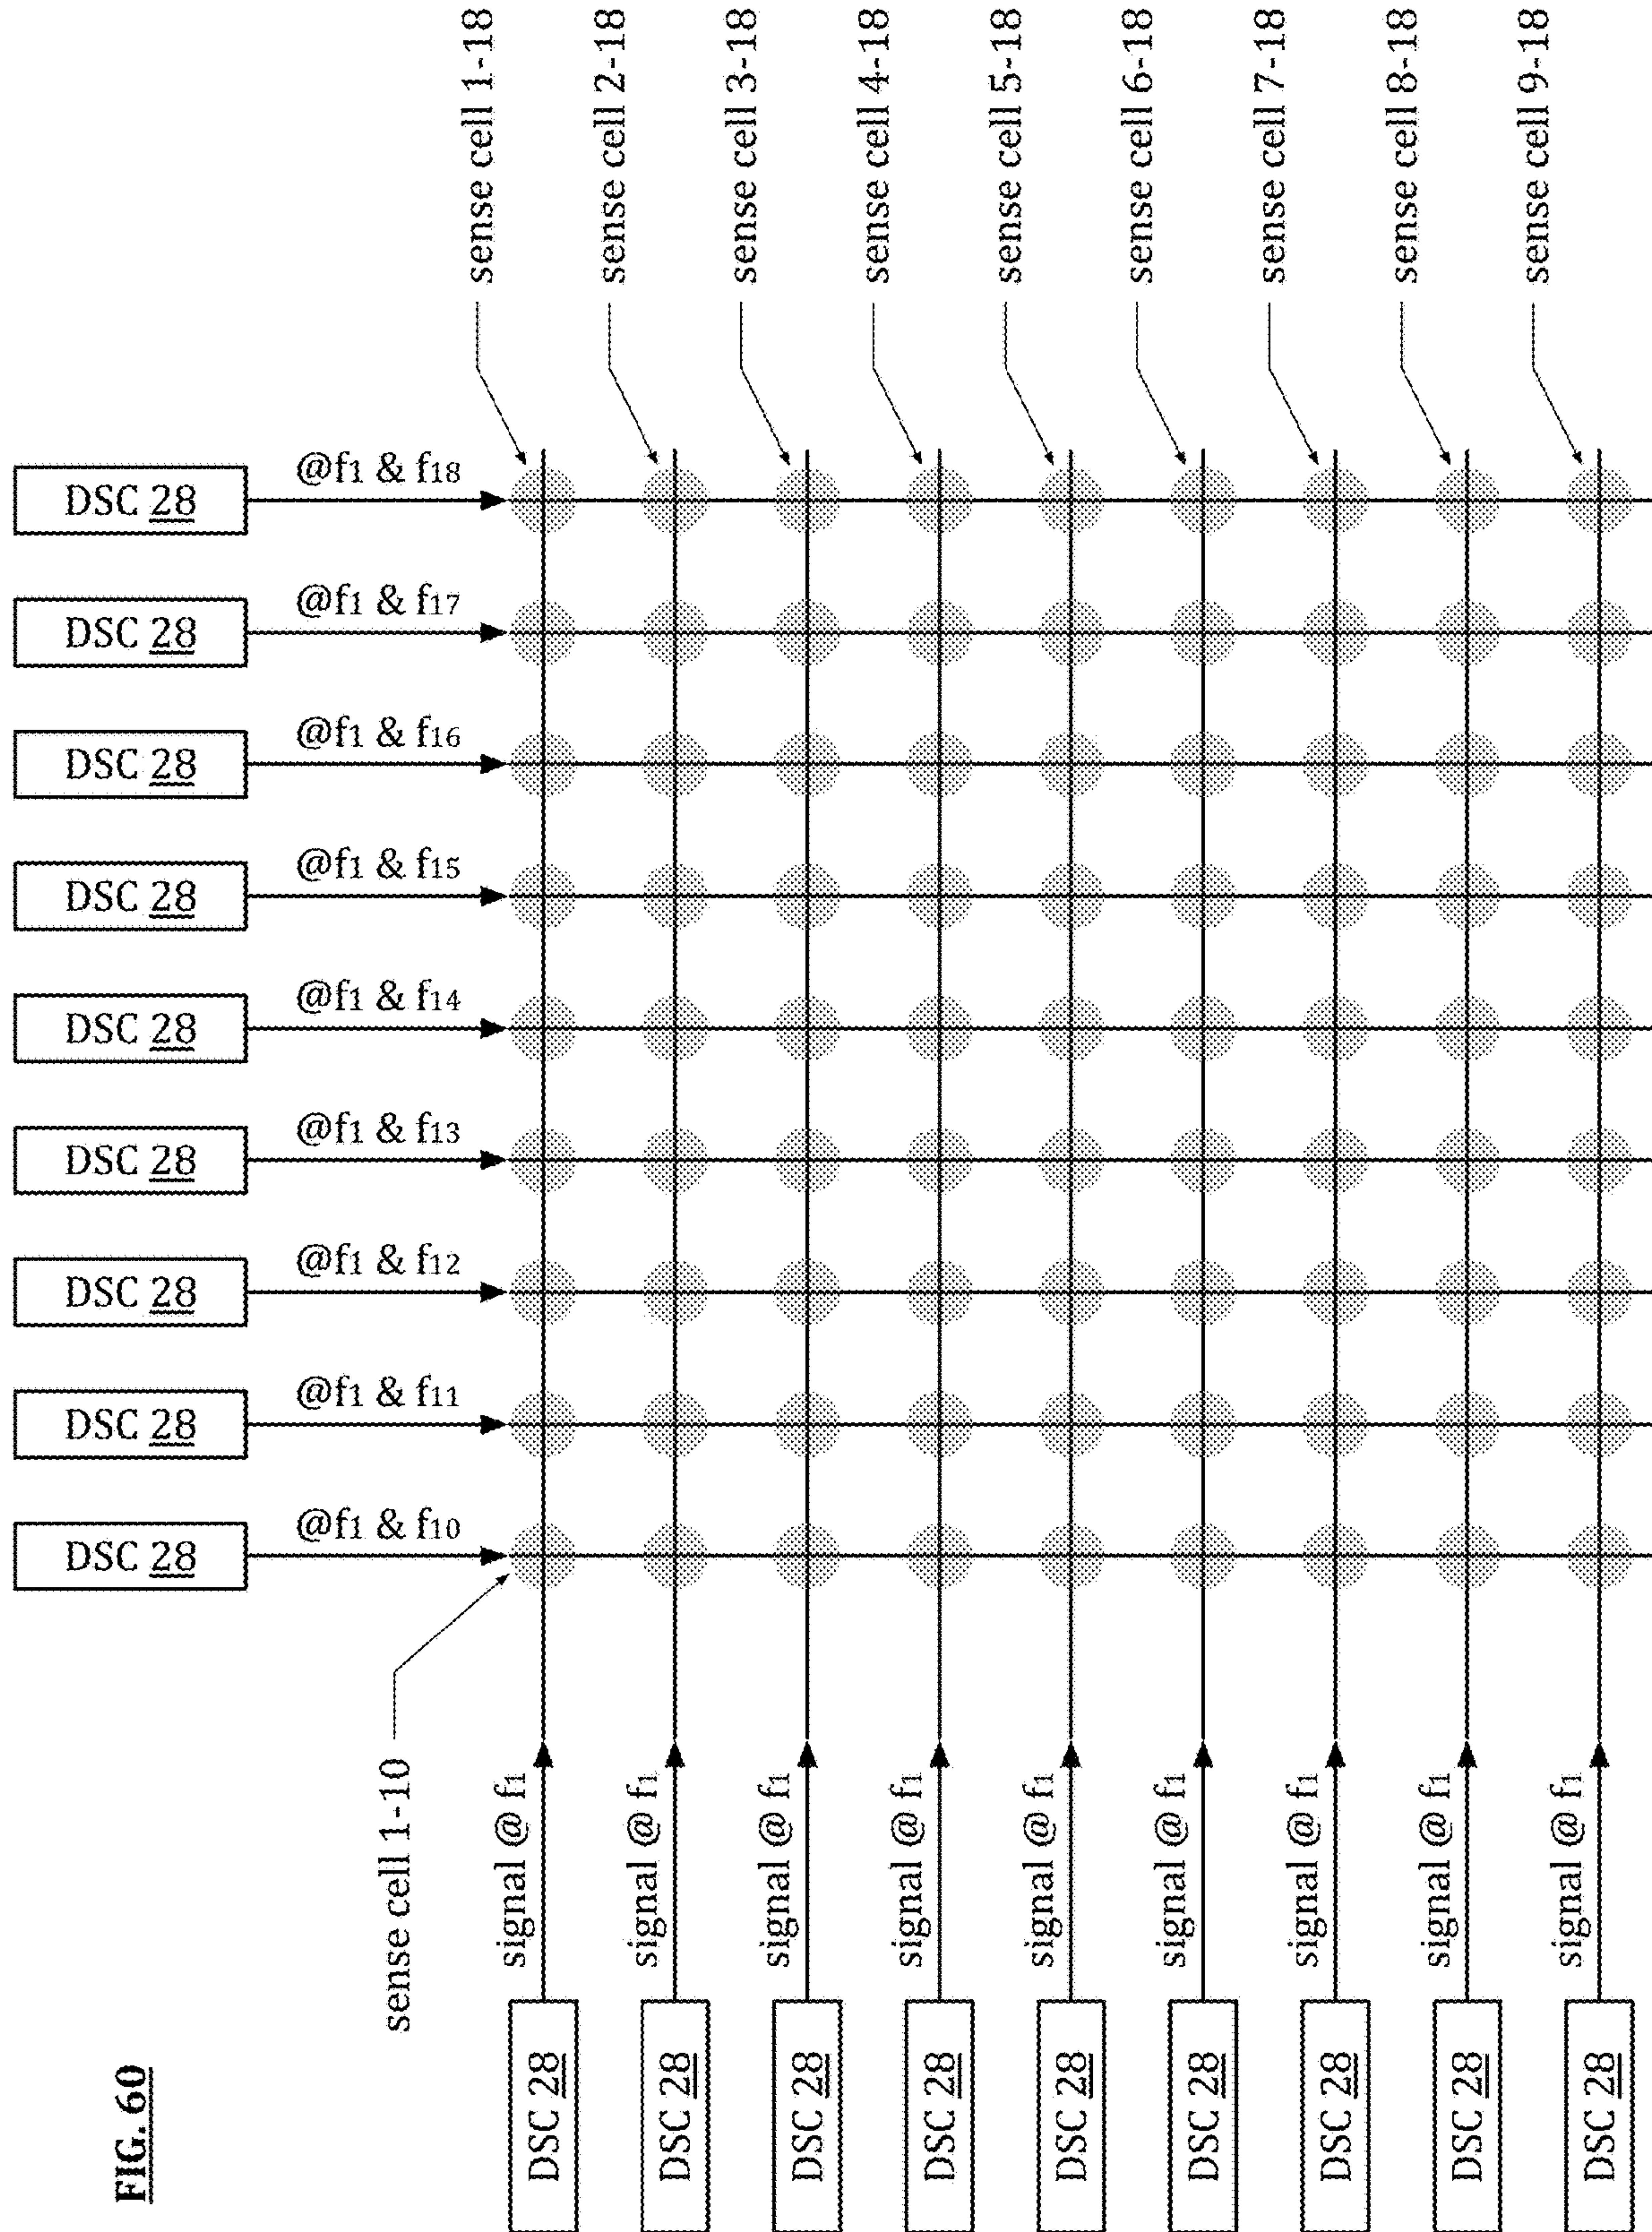 sense cell 1-18
sense cell 2-18
sense cell 3-18
sense cell 4-18
sense cell 5-18
sense cell 6-18
sense cell 7-18
sense cell 8-18
sense cell 9-18
DSC 28
@f18 & f18
DSC 28
@f1 & f17
DSC 28
@f1 & f16
DSC 28
@f1 & f15
DSC 28
@f1 & f14
DSC 28
@f1 & f13
DSC 28
@f1 & f12
DSC 28
@f1 & f11
DSC 28
@f1 & f10
sense cell 1-10
signal @ f1
signal @ f1
signal @ f1
signal @ f1
signal @ f1
signal @ f1
signal @ f1
signal @ f1
signal @ f1
DSC 28
DSC 28
DSC 28
DSC 28
DSC 28
DSC 28
DSC 28
DSC 28
DSC 28
FIG. 60